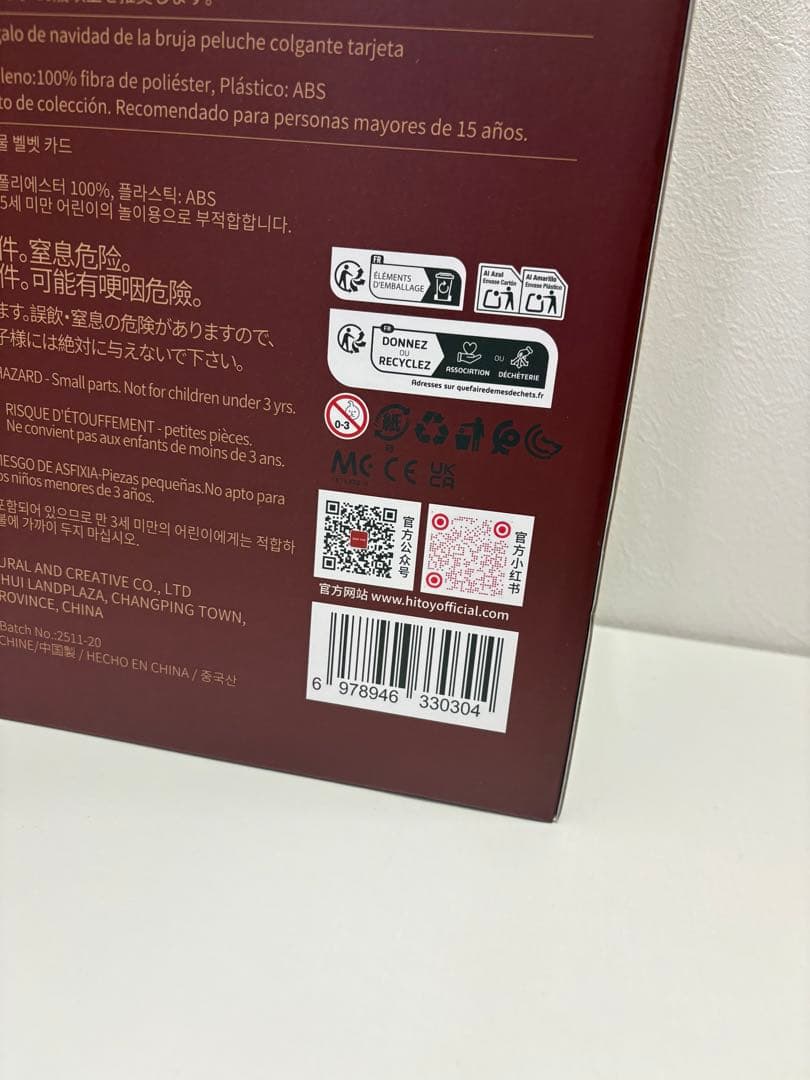 galo de navidad de la bruja peluche colgante tarjeta
leno:100% fibra de poliéster, Plástico: ABS
to de colección. Recomendado para personas mayores de 15 años.
물 벨벳 카드
폴리에스터 100%, 플라스틱: ABS
5세 미만 어린이의 놀이용으로 부적합합니다.
件。窒息危险。
件。可能有哽咽危險。
ます。誤飲・窒息の危険がありますので、
子様には絶対に与えないで下さい。
HAZARD - Small parts. Not for children under 3 yrs.
RISQUE D'ÉTOUFFEMENT - petites pièces.
Ne convient pas aux enfants de moins de 3 ans.
RIESGO DE ASFIXIA-Piezas pequeñas.No apto para
os niños menores de 3 años.
포함되어 있으므로 만 3세 미만의 어린이에게는 적합하
물에 가까이 두지 마십시오.
URAL AND CREATIVE CO., LTD
HUI LANDPLAZA, CHANGPING TOWN,
ROVINCE, CHINA
Batch No.:2511-20
CHINE/中国製 / HECHO EN CHINA / 중국산
FR
ÉLÉMENTS
D'EMBALLAGE
Al Azul
Envase Cartón
Al Amarillo
Envase Plástico
FR
DONNEZ
OU
RECYCLEZ
ASSOCIATION
OU
DÉCHÈTERIE
Adresses sur quefairedemesdechets.fr
0-3
紙
CE
UK
CA
官方公众号
官方小红书
官方网站 www.hitoyofficial.com
6 978946 330304